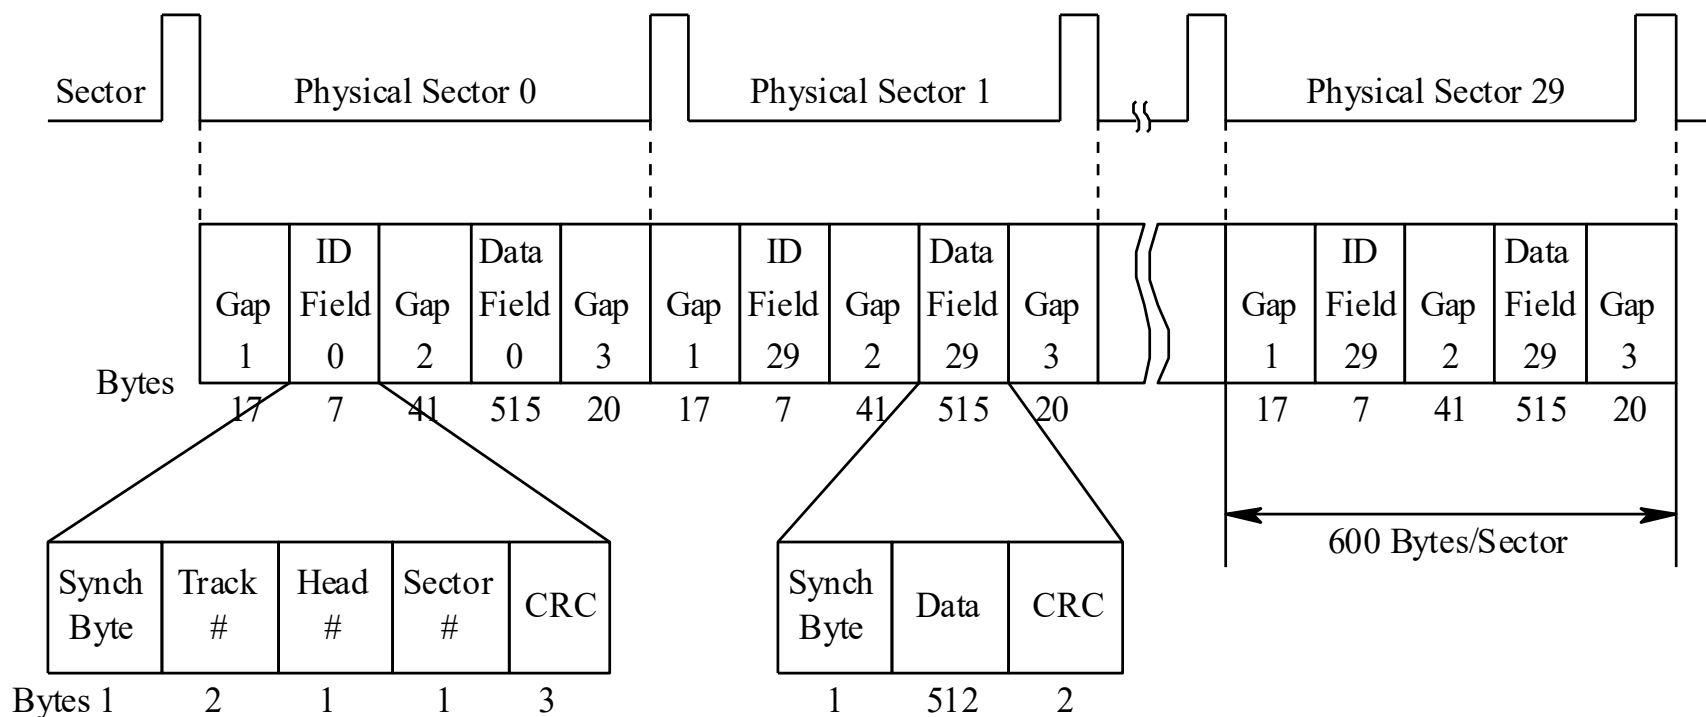 Sector Physical Sector 0 Physical Sector 1 Physical Sector 29
ID Data ID Data ID Data
Gap Field Gap Field Gap Gap Field Gap Field Gap Gap Field Gap Field Gap
1 0 2 0 3 1 29 2 29 3 1 29 2 29 3
Bytes
17 7 41 515 20 17 7 41 515 20 17 7 41 515 20
600 Bytes/Sector
Synch Track Head Sector CRC
Byte # # #
Synch Data CRC
Byte
Bytes 1 2 1 1 3 1 512 2